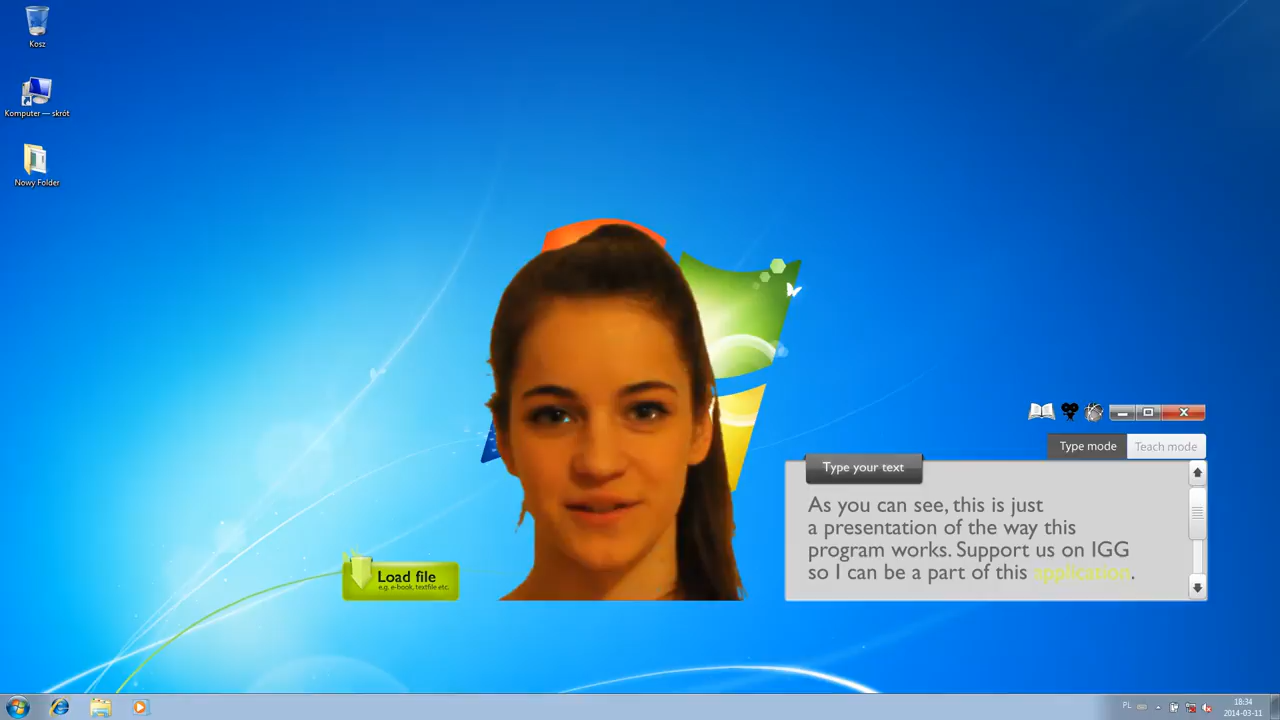 Kosz
Komputer — skrót
Nowy Folder
Type mode
Teach mode
Type your text
As you can see, this is just
a presentation of the way this
program works. Support us on IGG
so I can be a part of this application.
Load file
e.g. e-book, textfile etc.
PL
18:34
2014-03-11